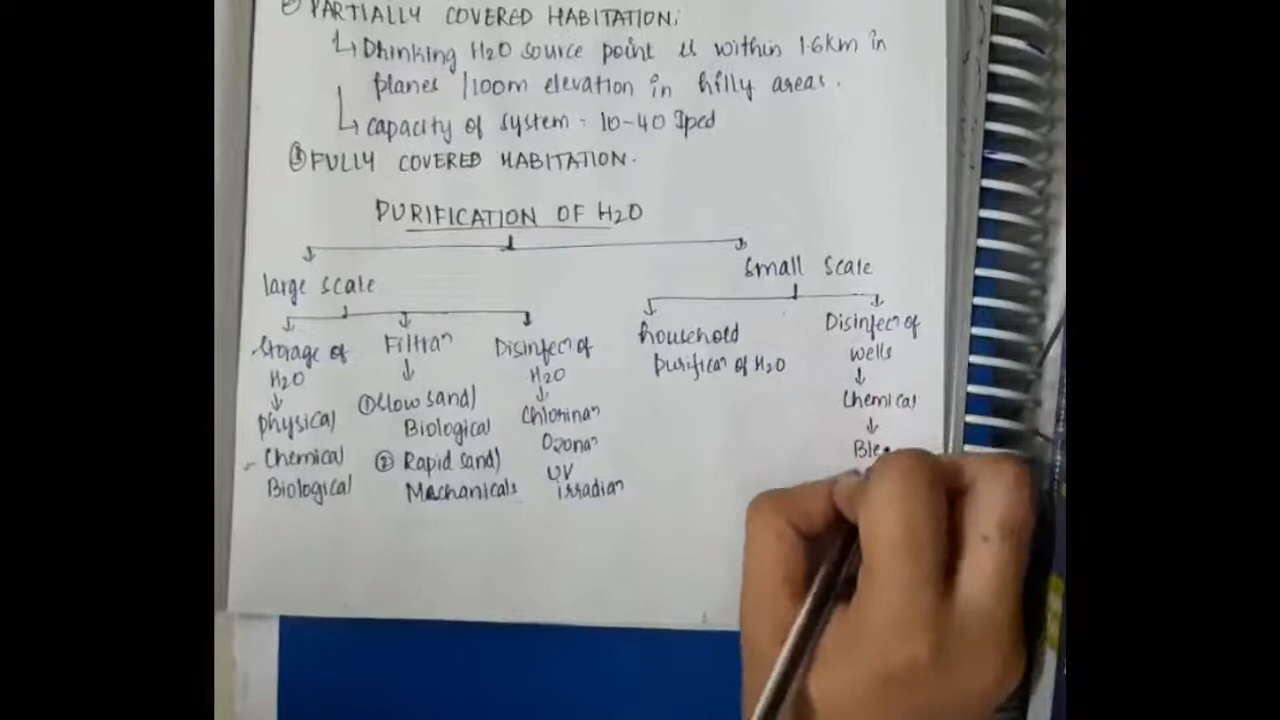 ② PARTIALLY COVERED HABITATION:
↳ Drinking H2O source point is within 1.6km in
planes /100m elevation in hilly areas.
↳ capacity of system = 10-40 lpcd
③ FULLY COVERED HABITATION.
PURIFICATION OF H2O
large scale
small scale
Storage of
H2O
↓
Physical
Chemical
Biological
Filtran
↓
① Slow sand/
Biological
② Rapid sand/
Mechanicals
Disinfecn of
H2O
↓
Chlorinan
Ozonan
UV
irradian
household
purifican of H2O
Disinfecn of
wells
↓
Chemical
↓
Ble